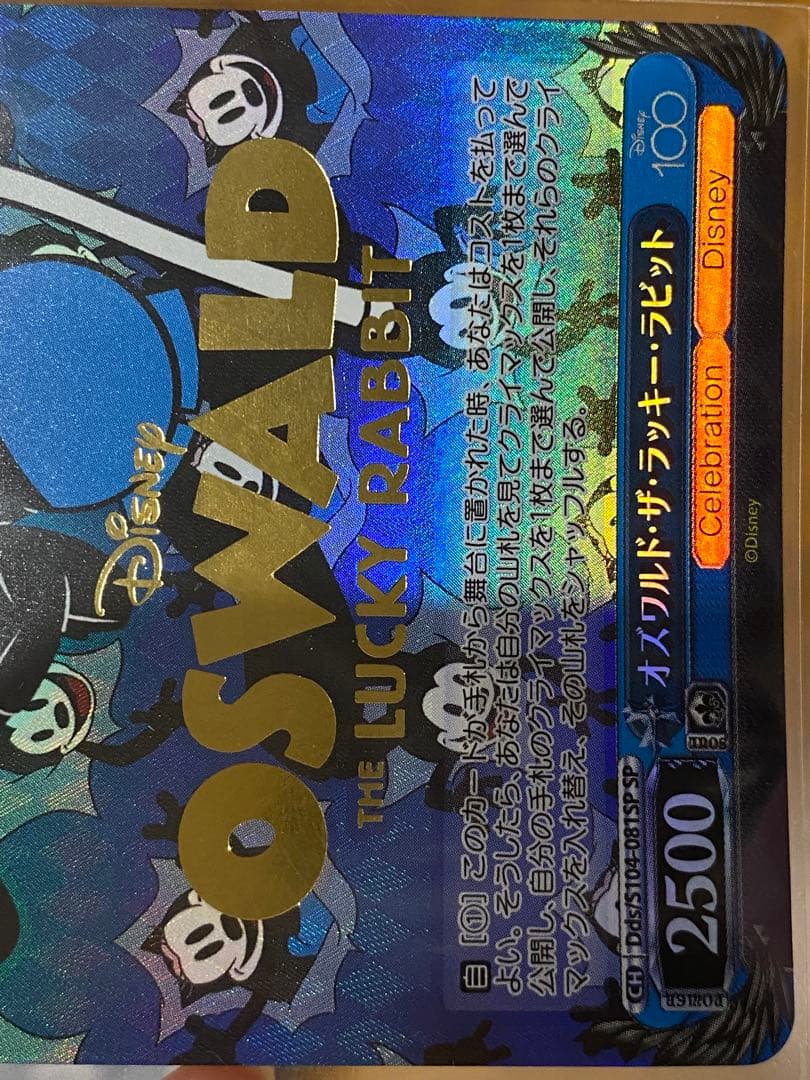 Disney
OSWALD
THE LUCKY RABBIT
自 [①] このカードが手札から舞台に置かれた時、あなたはコストを払って
よい。そうしたら、あなたは自分の山札を見てクライマックスを1枚まで選んで
公開し、自分の手札のクライマックスを1枚まで選んで公開し、それらのクライ
マックスを入れ替え、その山札をシャッフルする。
CH Dds/S104-081SP SP
オズワルド・ザ・ラッキー・ラビット
Disney 100
2500
POWER
SOUL
Celebration
Disney
©Disney